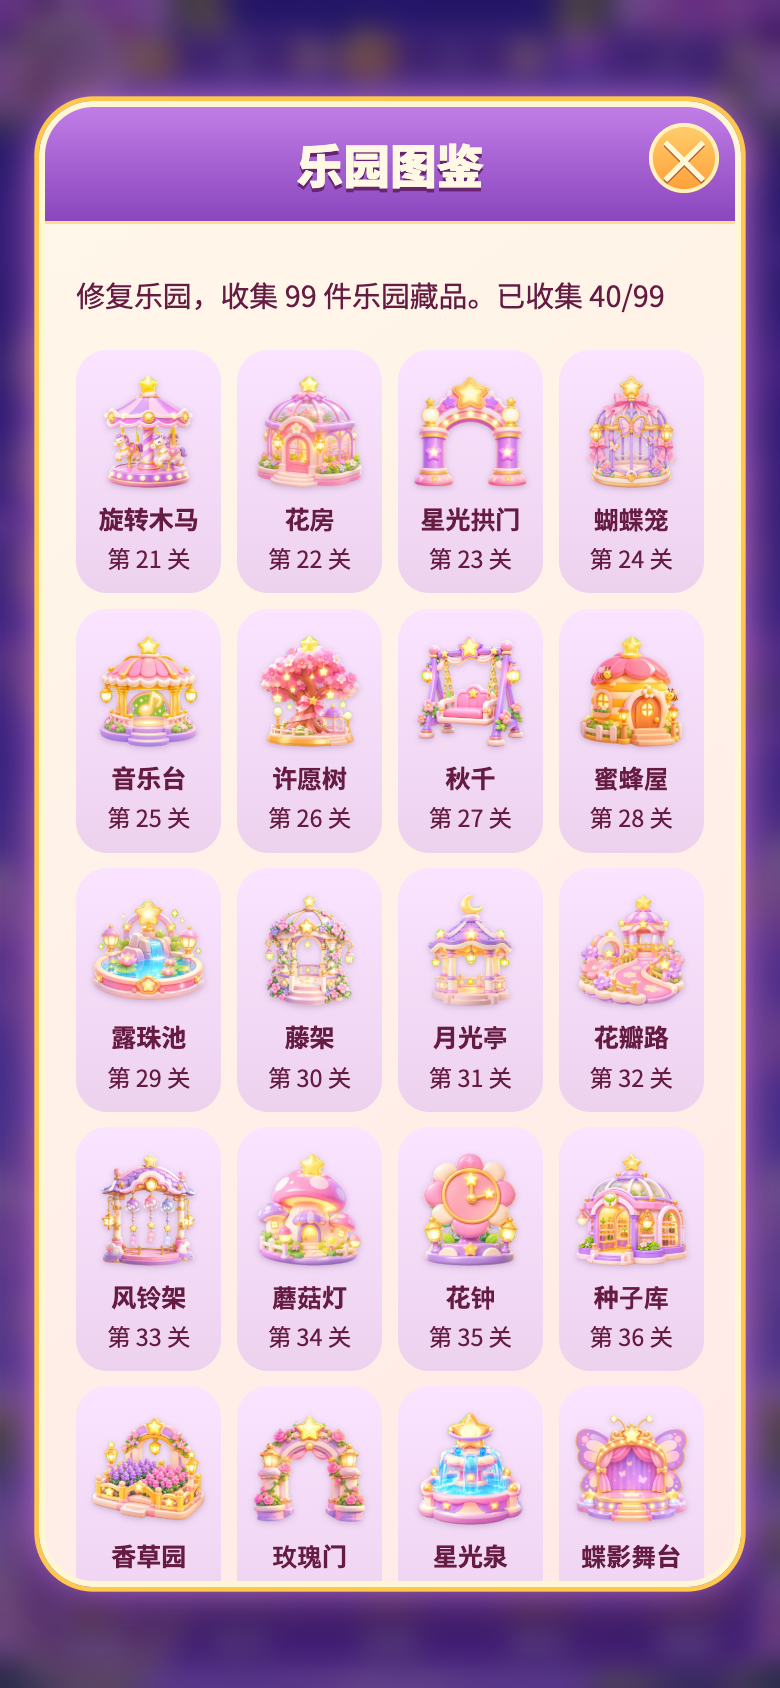 乐园图鉴
修复乐园，收集 99 件乐园藏品。已收集 40/99
旋转木马 花房 星光拱门 蝴蝶笼
第 21 关 第 22 关 第 23 关 第 24 关
音乐台 许愿树 秋千 蜜蜂屋
第 25 关 第 26 关 第 27 关 第 28 关
露珠池 藤架 月光亭 花瓣路
第 29 关 第 30 关 第 31 关 第 32 关
风铃架 蘑菇灯 花钟 种子库
第 33 关 第 34 关 第 35 关 第 36 关
香草园 玫瑰门 星光泉 蝶影舞台